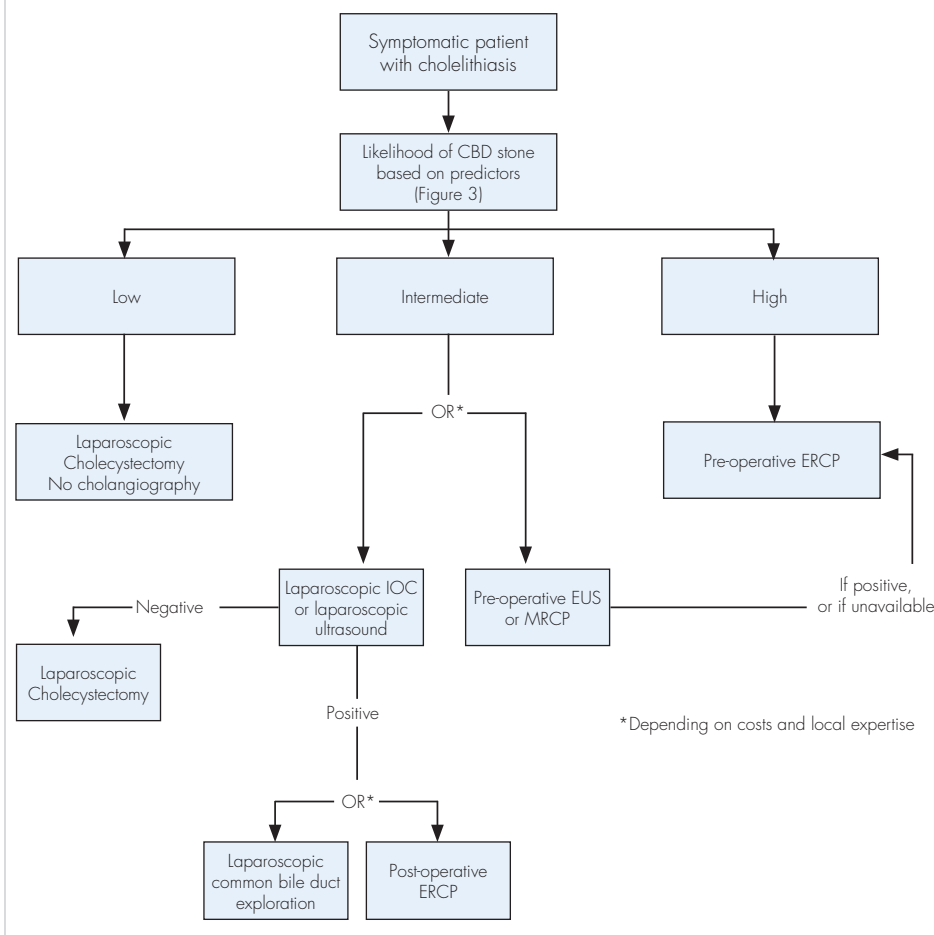 Symptomatic patient
with cholelithiasis
Likelihood of CBD stone
based on predictors
(Figure 3)
Low
Intermediate
High
OR*
Laparoscopic
Cholecystectomy
No cholangiography
Pre-operative ERCP
Laparoscopic IOC
or laparoscopic
ultrasound
Pre-operative EUS
or MRCP
If positive,
or if unavailable
Negative
Laparoscopic
Cholecystectomy
Positive
*Depending on costs and local expertise
OR*
Laparoscopic
common bile duct
exploration
Post-operative
ERCP